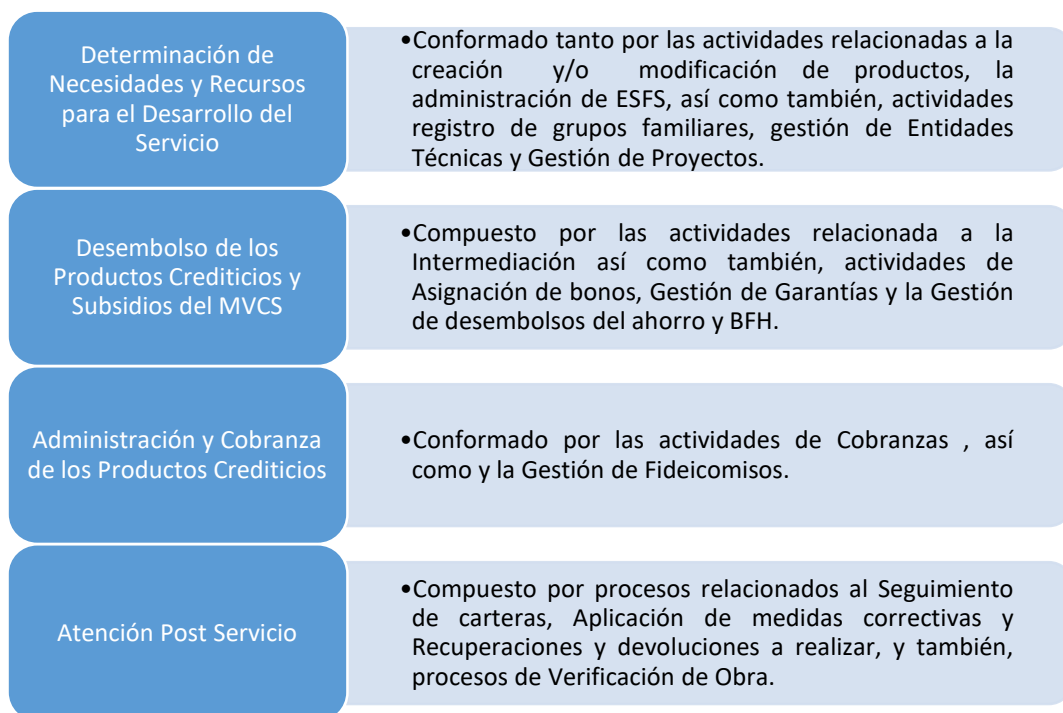 Determinación de
Necesidades y Recursos
para el Desarrollo del
Servicio
•Conformado tanto por las actividades relacionadas a la
creación y/o modificación de productos, la
administración de ESFS, así como también, actividades
registro de grupos familiares, gestión de Entidades
Técnicas y Gestión de Proyectos.
Desembolso de los
Productos Crediticios y
Subsidios del MVCS
•Compuesto por las actividades relacionada a la
Intermediación así como también, actividades de
Asignación de bonos, Gestión de Garantías y la Gestión
de desembolsos del ahorro y BFH.
Administración y Cobranza
de los Productos Crediticios
•Conformado por las actividades de Cobranzas , así
como y la Gestión de Fideicomisos.
Atención Post Servicio
•Compuesto por procesos relacionados al Seguimiento
de carteras, Aplicación de medidas correctivas y
Recuperaciones y devoluciones a realizar, y también,
procesos de Verificación de Obra.